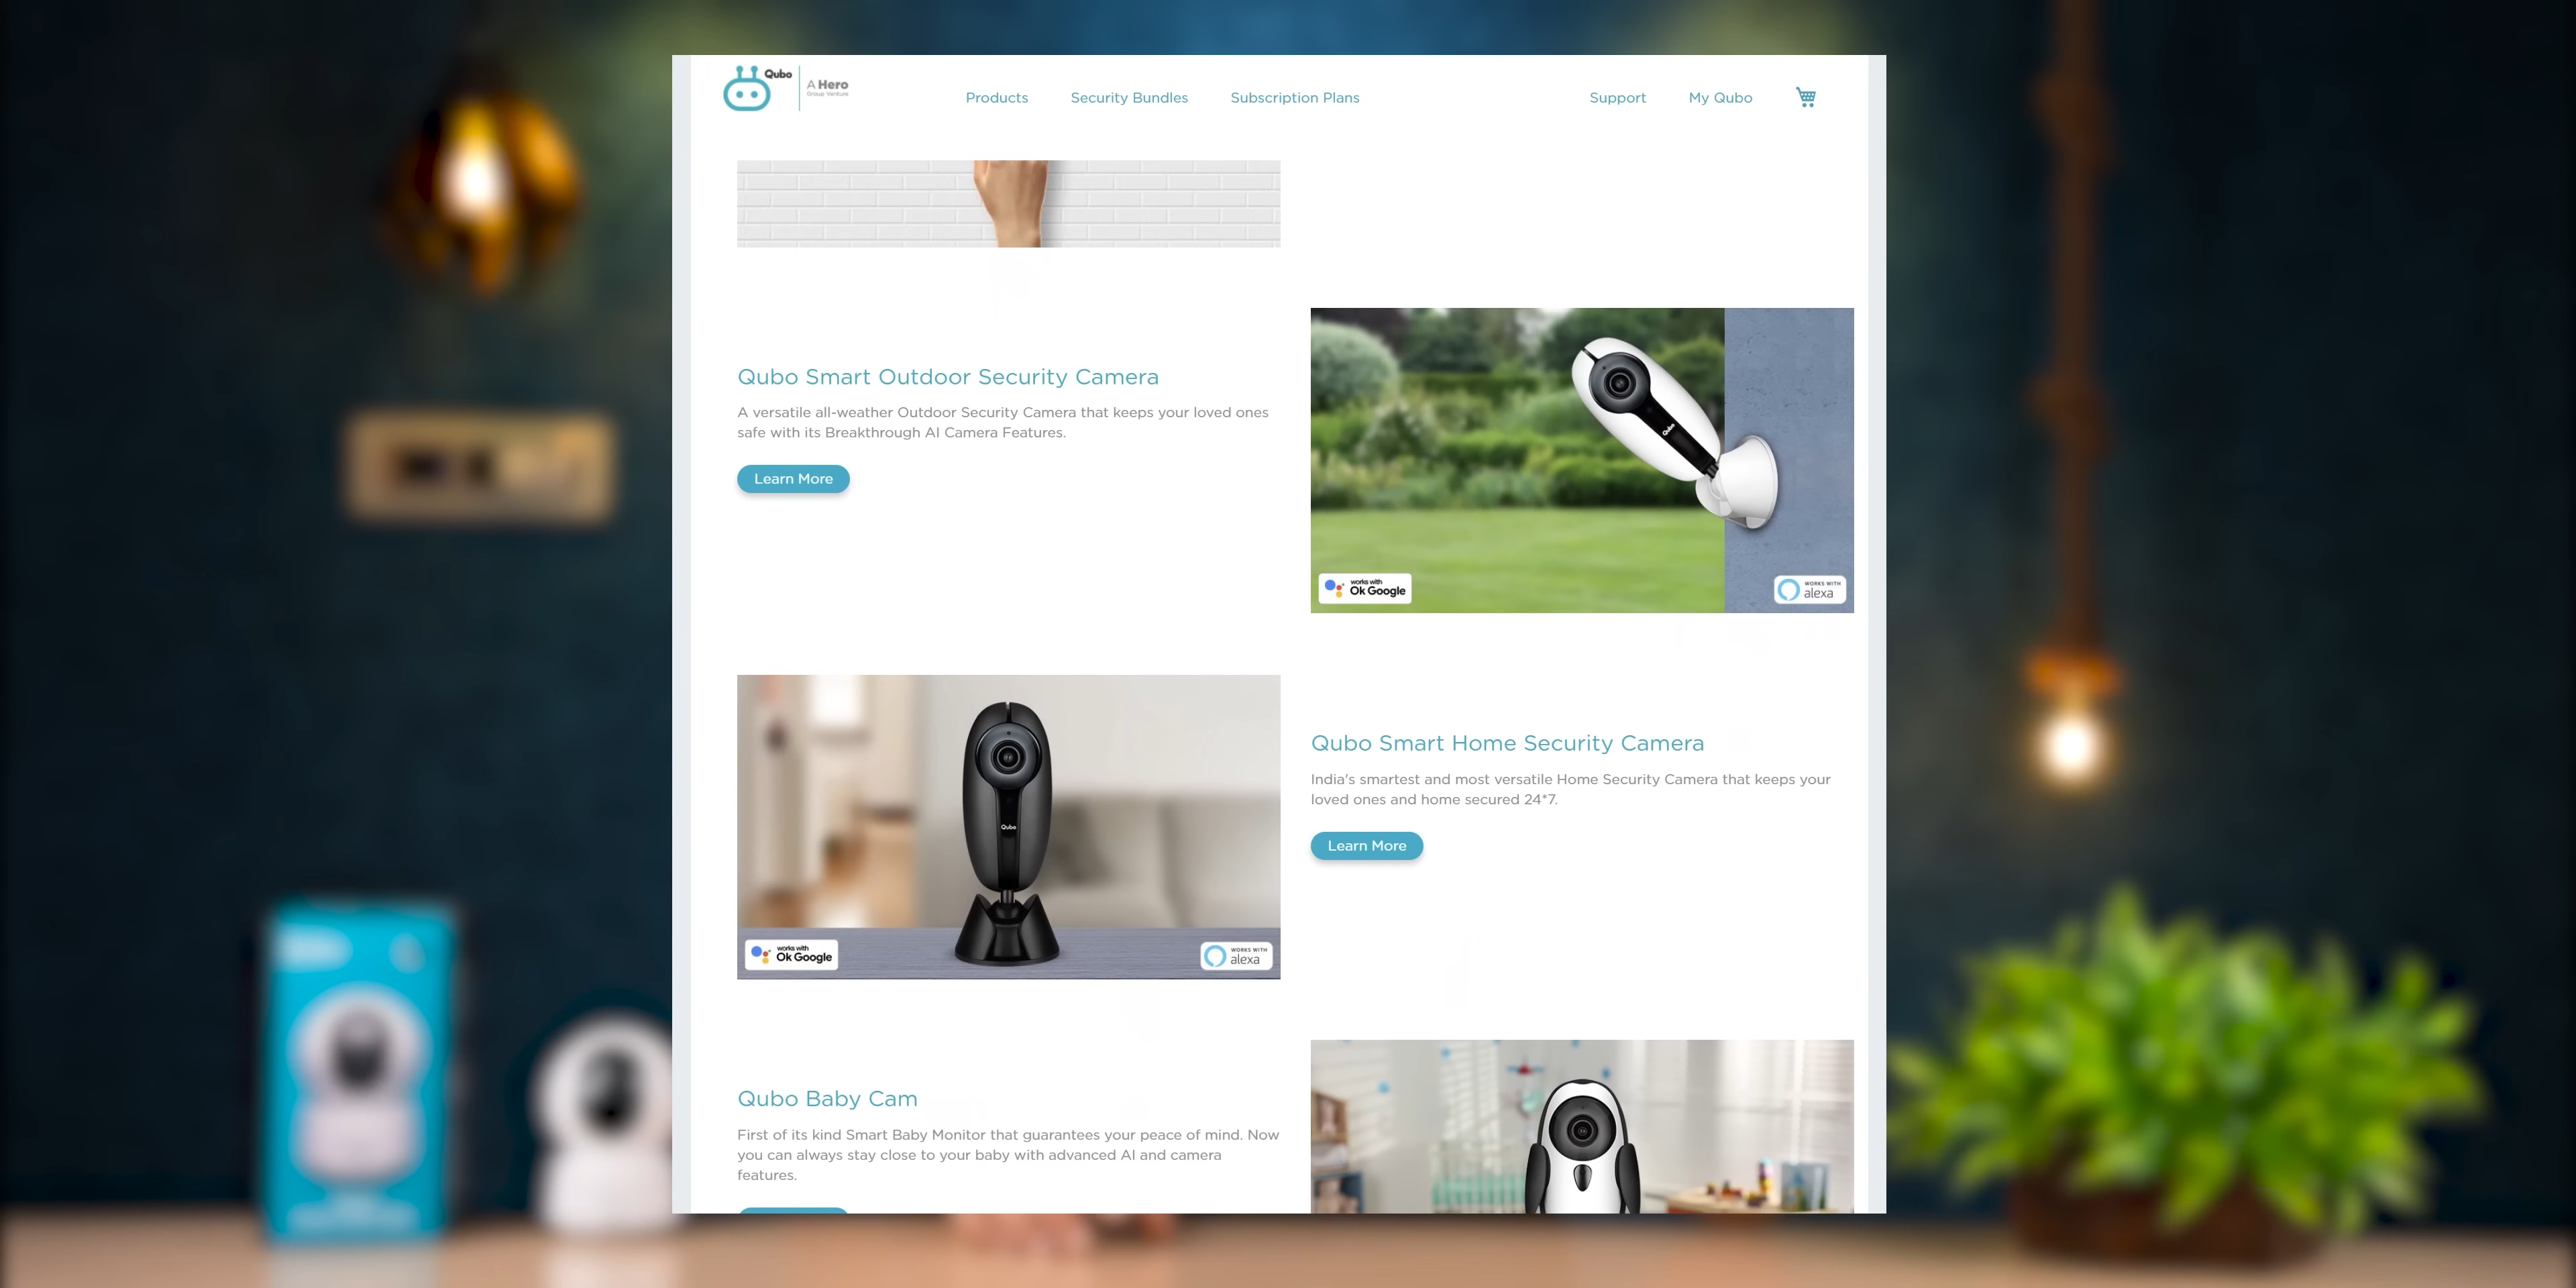 Qubo
A Hero
Group Venture
Products
Security Bundles
Subscription Plans
Support
My Qubo
Qubo Smart Outdoor Security Camera
A versatile all-weather Outdoor Security Camera that keeps your loved ones
safe with its Breakthrough AI Camera Features.
Learn More
Qubo
works with
Ok Google
WORKS WITH
alexa
Qubo
works with
Ok Google
WORKS WITH
alexa
Qubo Smart Home Security Camera
India's smartest and most versatile Home Security Camera that keeps your
loved ones and home secured 24*7.
Learn More
Qubo Baby Cam
First of its kind Smart Baby Monitor that guarantees your peace of mind. Now
you can always stay close to your baby with advanced AI and camera
features.